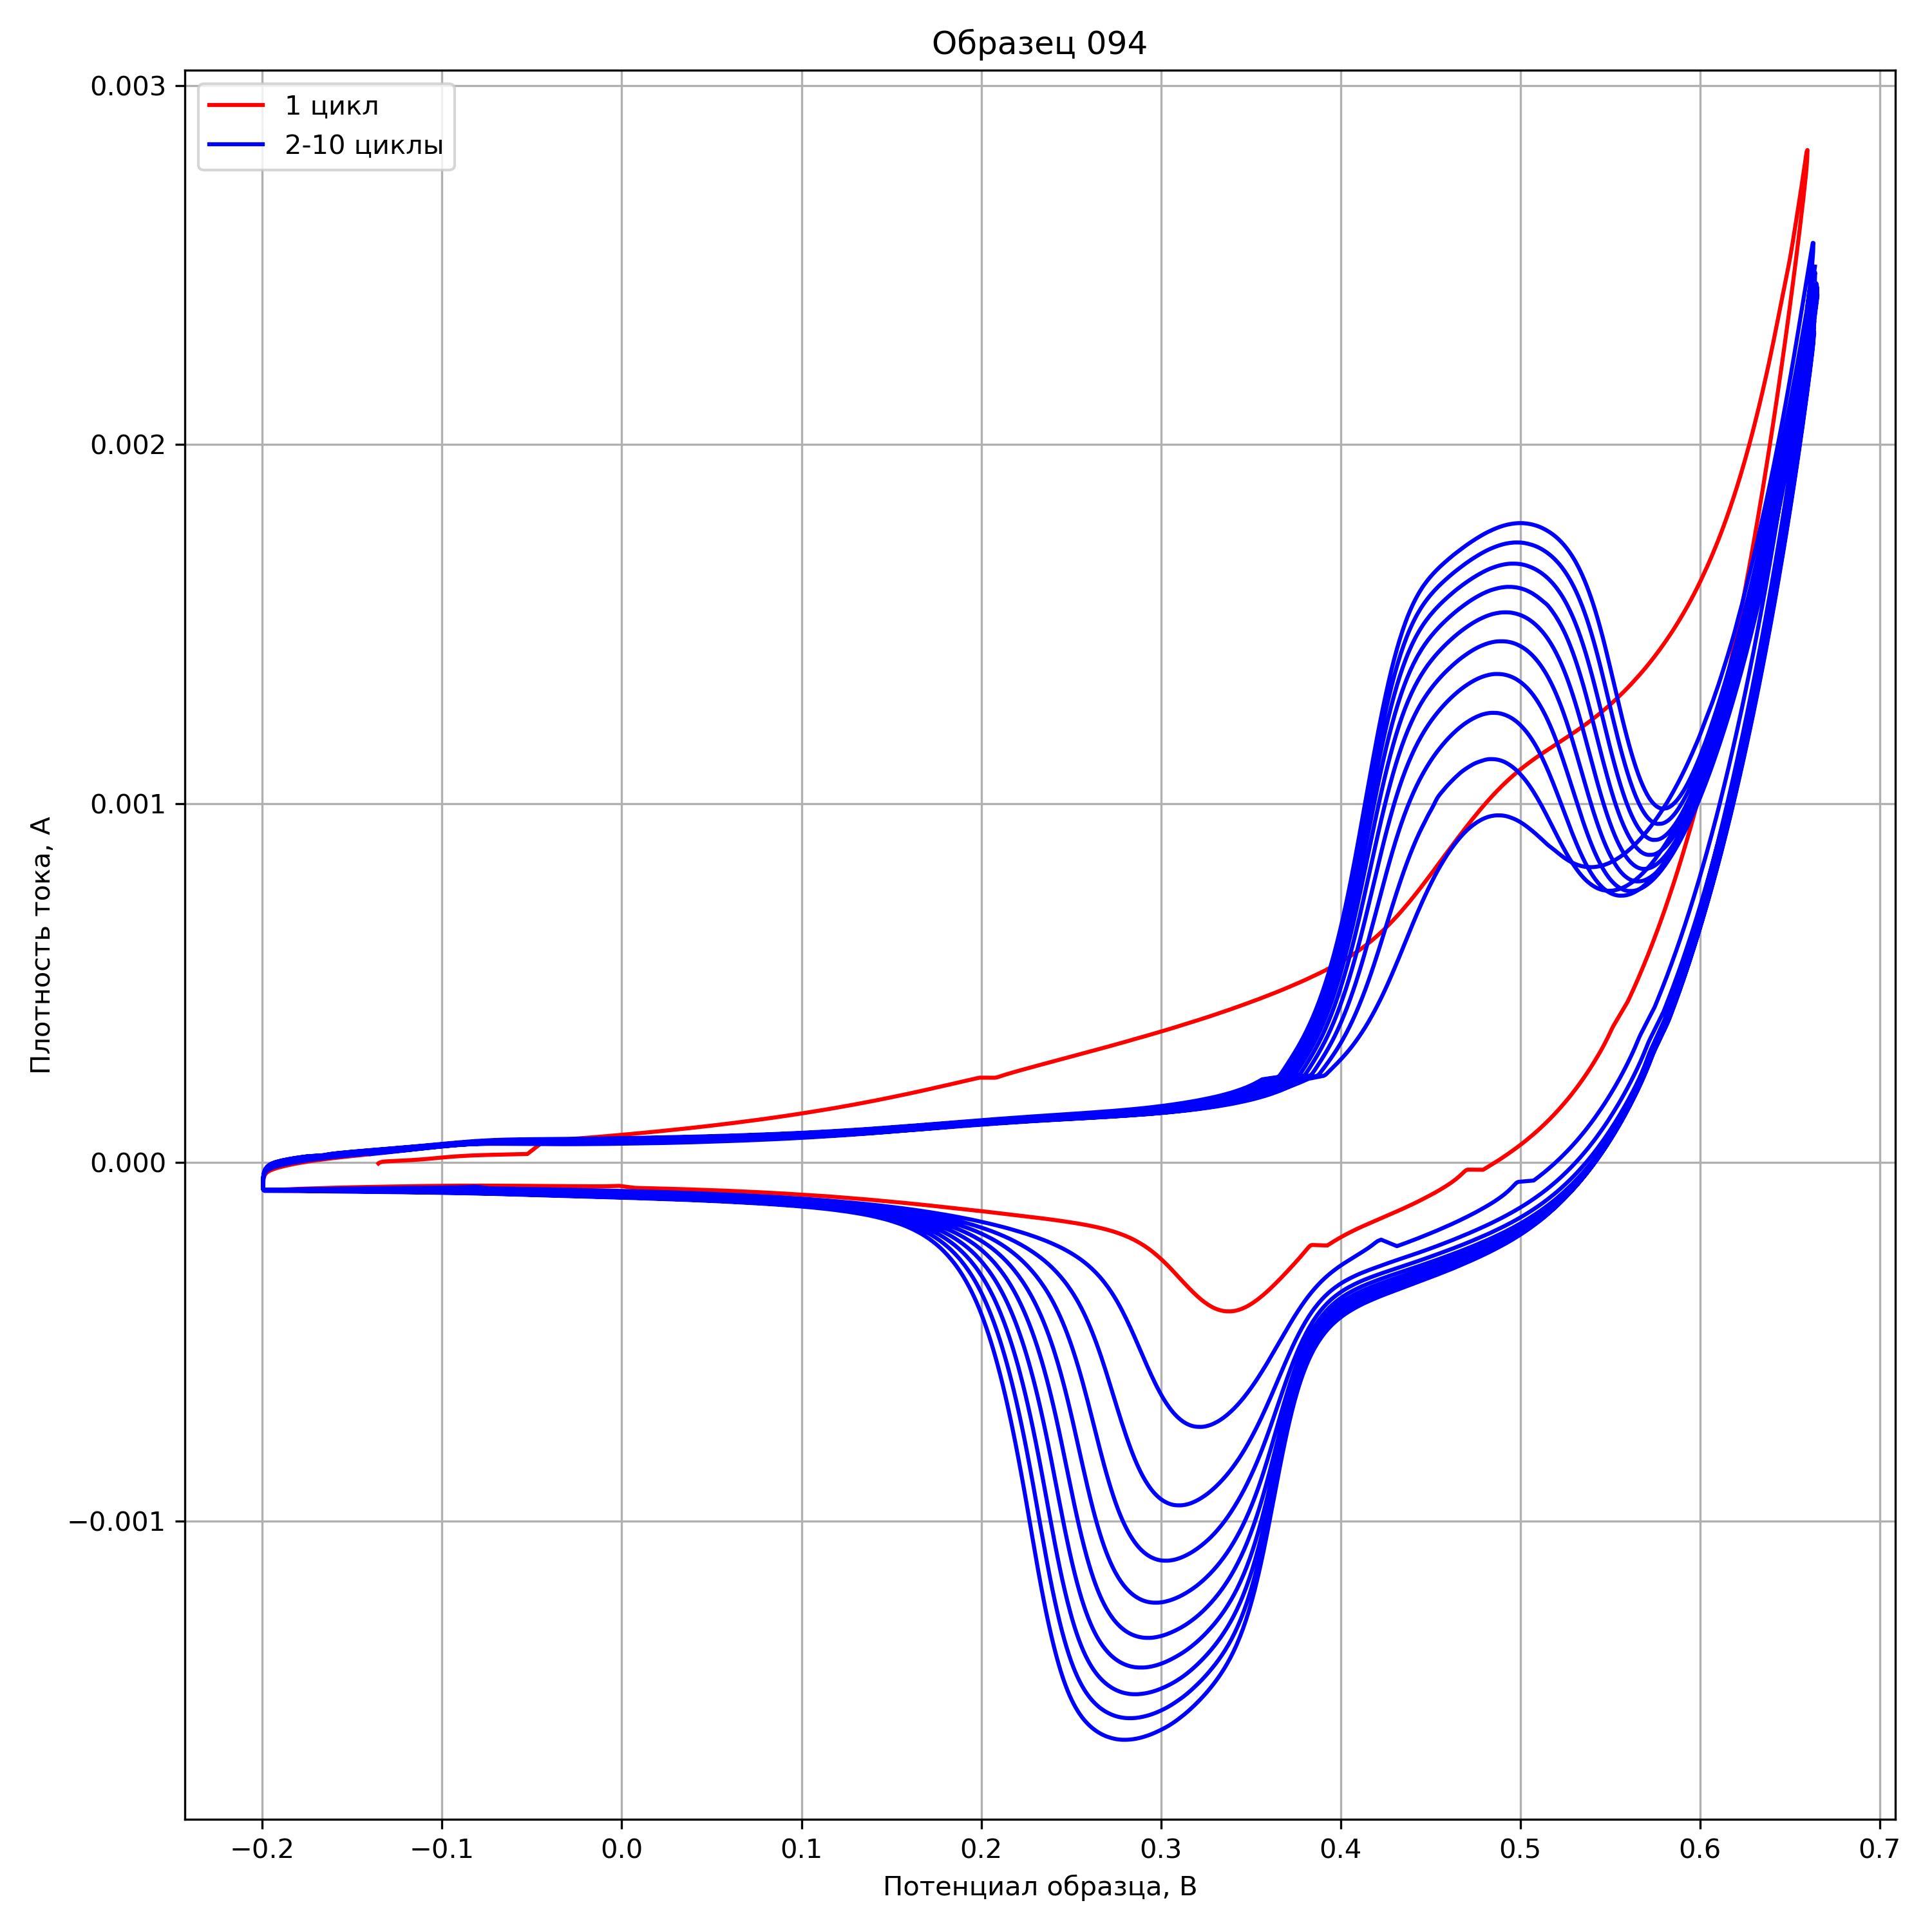 Образец 094
1 цикл
2-10 циклы
0.003
0.002
0.001
0.000
−0.001
Плотность тока, А
−0.2 −0.1 0.0 0.1 0.2 0.3 0.4 0.5 0.6 0.7
Потенциал образца, В